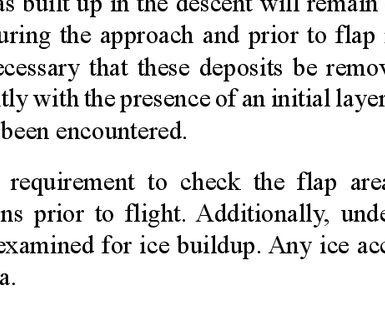 as built up in the descent will remain
uring the approach and prior to flap
ecessary that these deposits be remov
tly with the presence of an initial layer
been encountered.
requirement to check the flap area
ns prior to flight. Additionally, unde
examined for ice buildup. Any ice acc
a.